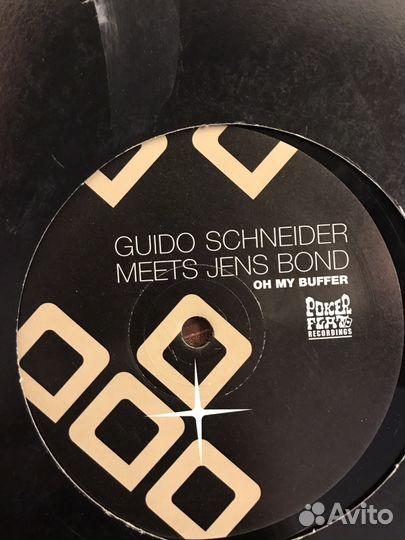 GUIDO SCHNEIDER
MEETS JENS BOND
OH MY BUFFER
POKER
FLAT
RECORDINGS
Avito